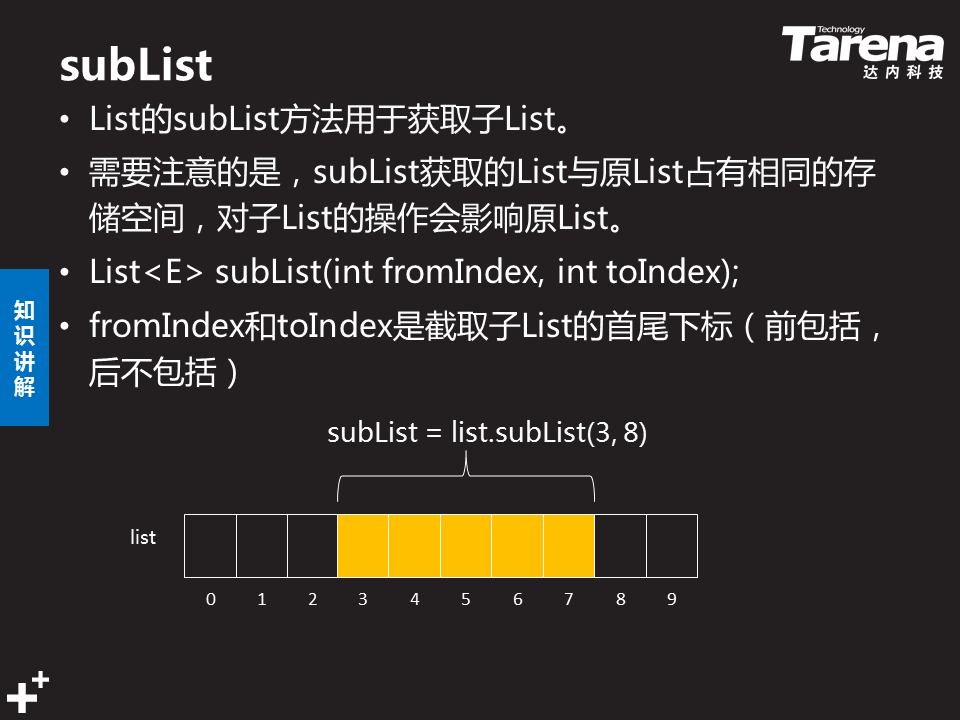 subList
Technology
Tarena
达内科技
• List的subList方法用于获取子List。
• 需要注意的是，subList获取的List与原List占有相同的存
储空间，对子List的操作会影响原List。
• List<E> subList(int fromIndex, int toIndex);
• fromIndex和toIndex是截取子List的首尾下标（前包括，
后不包括）
知
识
讲
解
subList = list.subList(3, 8)
list
0 1 2 3 4 5 6 7 8 9